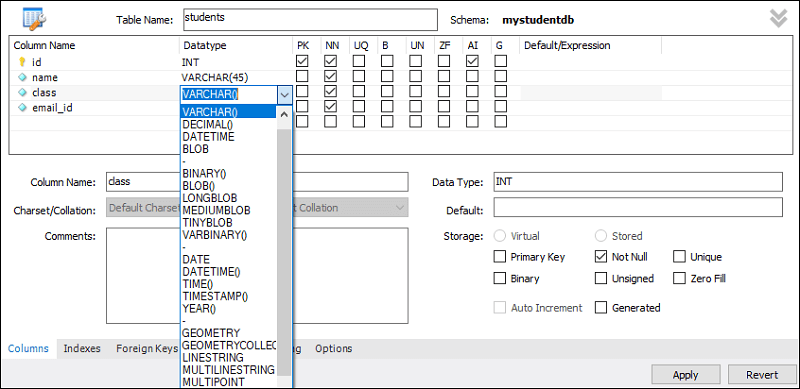 Table Name: students Schema: mystudentdb
Column Name Datatype PK NN UQ B UN ZF AI G Default/Expression
id INT
name VARCHAR(45)
class VARCHAR()
email_id
VARCHAR()
DECIMAL()
DATETIME
BLOB
-
BINARY()
BLOB()
LONGBLOB
MEDIUMBLOB
TINYBLOB
VARBINARY()
-
DATE
DATETIME()
TIME()
TIMESTAMP()
YEAR()
-
GEOMETRY
GEOMETRYCOLLEC
LINESTRING
MULTILINESTRING
MULTIPOINT
Column Name: class Data Type: INT
Charset/Collation: Default Charset Collation Default:
Comments: Storage: Virtual Stored
Primary Key Not Null Unique
Binary Unsigned Zero Fill
Auto Increment Generated
Columns Indexes Foreign Keys Options
Apply Revert